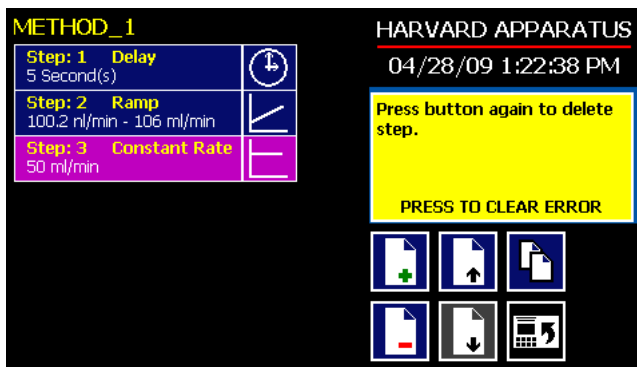 METHOD_1
Step: 1 Delay
5 Second(s)
Step: 2 Ramp
100.2 nl/min - 106 ml/min
Step: 3 Constant Rate
50 ml/min
HARVARD APPARATUS
04/28/09 1:22:38 PM
Press button again to delete
step.
PRESS TO CLEAR ERROR